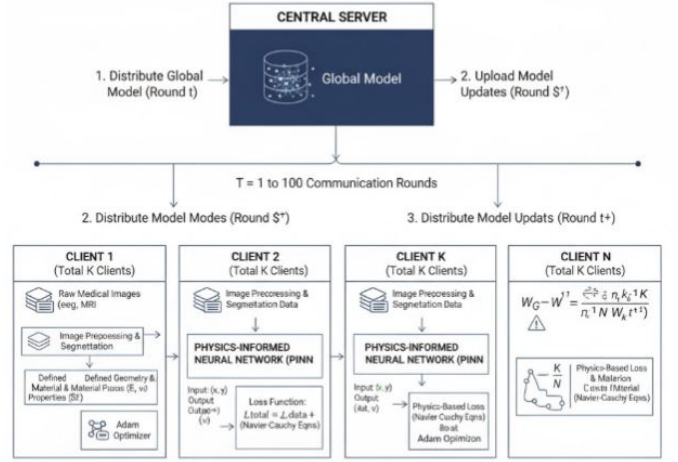 CENTRAL SERVER
Global Model
1. Distribute Global
Model (Round t)
2. Upload Model
Updates (Round $⁺)
T = 1 to 100 Communication Rounds
2. Distribute Model Modes (Round $⁺)
3. Distribute Model Updats (Round t+)
CLIENT 1
(Total K Clients)
Raw Medical Images
(eeg, MRI
Image Prepoessing &
Segnettation
Defined
Material & Material
Properties
Defined Geometry &
(E, ν)
Adam
Optimizer
CLIENT 2
(Total K Clients)
Image Precoressing &
Segmetation Data
PHYSICS-INFORMED
NEURAL NETWORK (PINN
Input: (x, y)
Output
(v)
Loss Function:
Ltotal = L.data +
(Navier-Cauchy Eqns)
CLIENT K
(Total K Clients)
Image Prepcressing &
Segmetation Data
PHYSICS-INFORMED
NEURAL NETWORK (PINN
Output
Physics-Based Loss
(Navier Cauchy Eqns)
Adam Optimizon
CLIENT N
(Total K Clients)
K
N
Physics-Based Loss
(Navier-Cauchy Eqns)